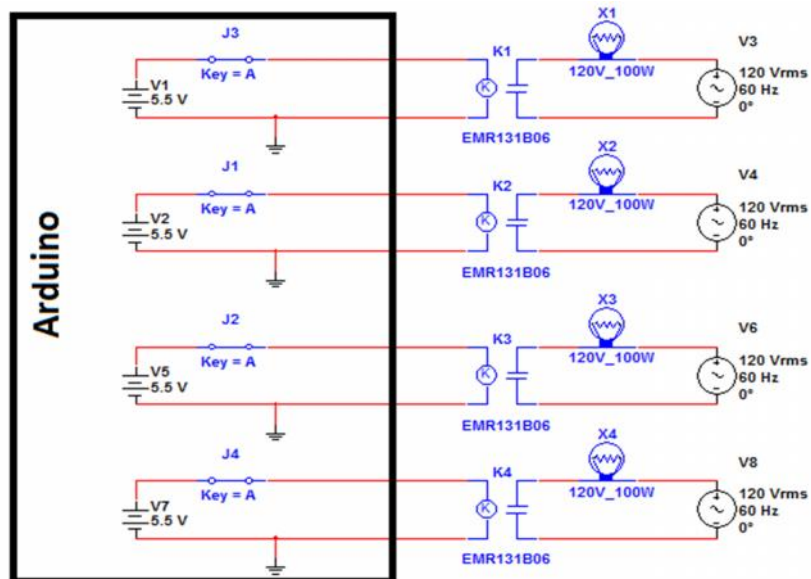 Arduino
J3
Key = A
V1
5.5 V
K1
K
EMR131B06
X1
120V_100W
V3
120 Vrms
60 Hz
0°
J1
Key = A
V2
5.5 V
K2
K
EMR131B06
X2
120V_100W
V4
120 Vrms
60 Hz
0°
J2
Key = A
V5
5.5 V
K3
K
EMR131B06
X3
120V_100W
V6
120 Vrms
60 Hz
0°
J4
Key = A
V7
5.5 V
K4
K
EMR131B06
X4
120V_100W
V8
120 Vrms
60 Hz
0°